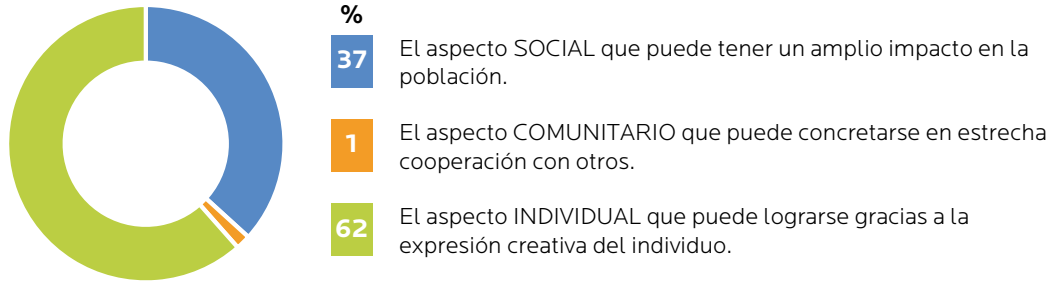 %
37
El aspecto SOCIAL que puede tener un amplio impacto en la
población.
1
El aspecto COMUNITARIO que puede concretarse en estrecha
cooperación con otros.
62
El aspecto INDIVIDUAL que puede lograrse gracias a la
expresión creativa del individuo.